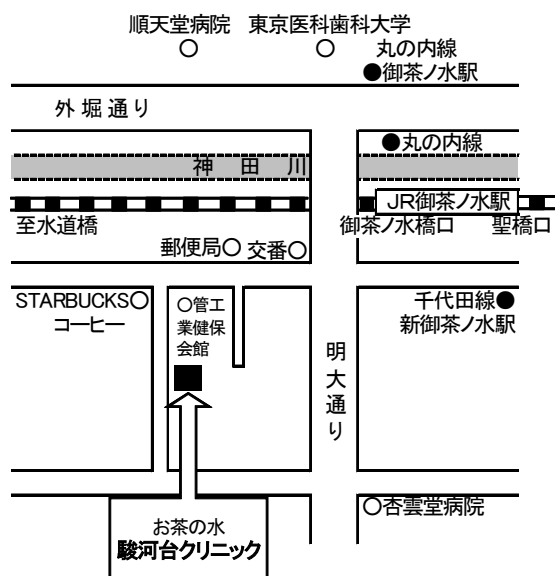 順天堂病院 東京医科歯科大学
○ ○ 丸の内線
●御茶ノ水駅
外堀通り
●丸の内線
神田川
JR御茶ノ水駅
至水道橋 御茶ノ水橋口 聖橋口
郵便局○ 交番○
STARBUCKS○
コーヒー
○管工
業健保
会館
千代田線●
新御茶ノ水駅
明大通り
○杏雲堂病院
お茶の水
駿河台クリニック